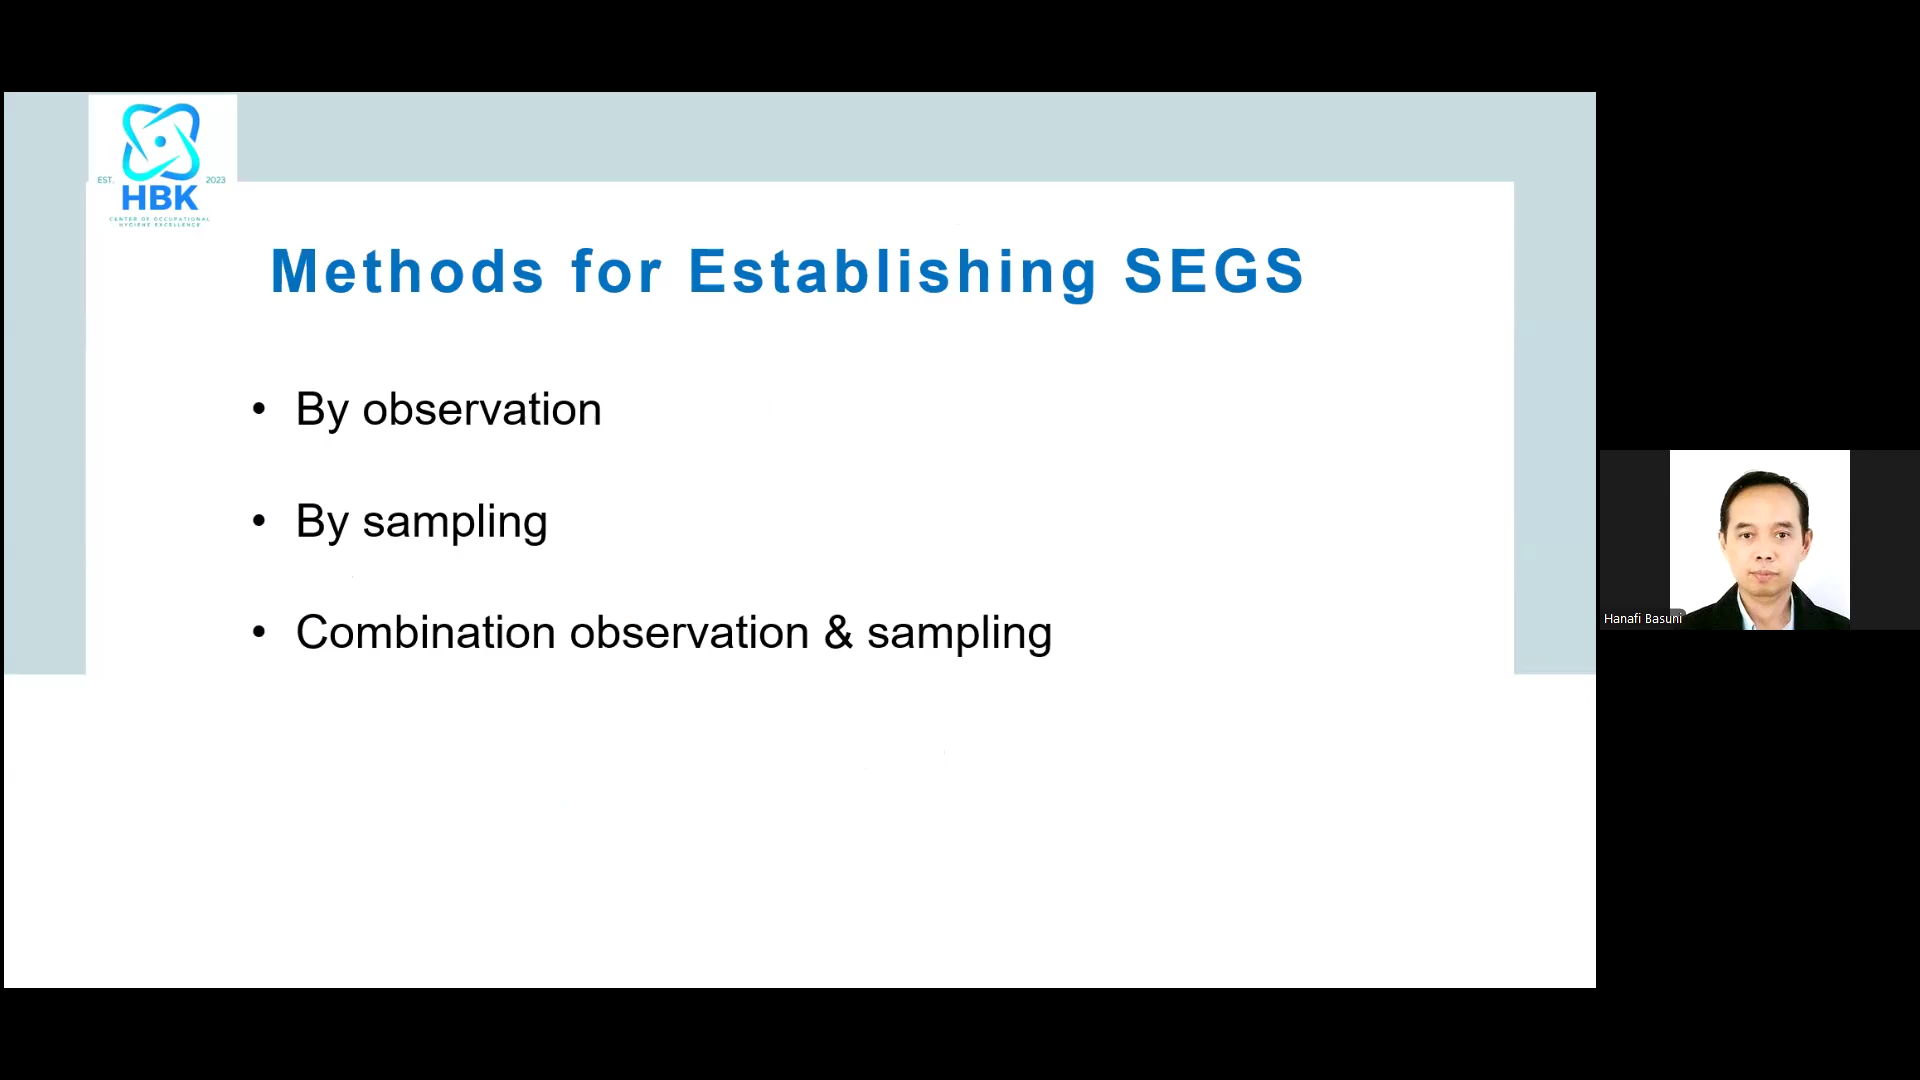 EST. 2023
HBK
CENTER OF OCCUPATIONAL
HYGIENE EXCELLENCE
Methods for Establishing SEGS
• By observation
• By sampling
• Combination observation & sampling
Hanafi Basuni